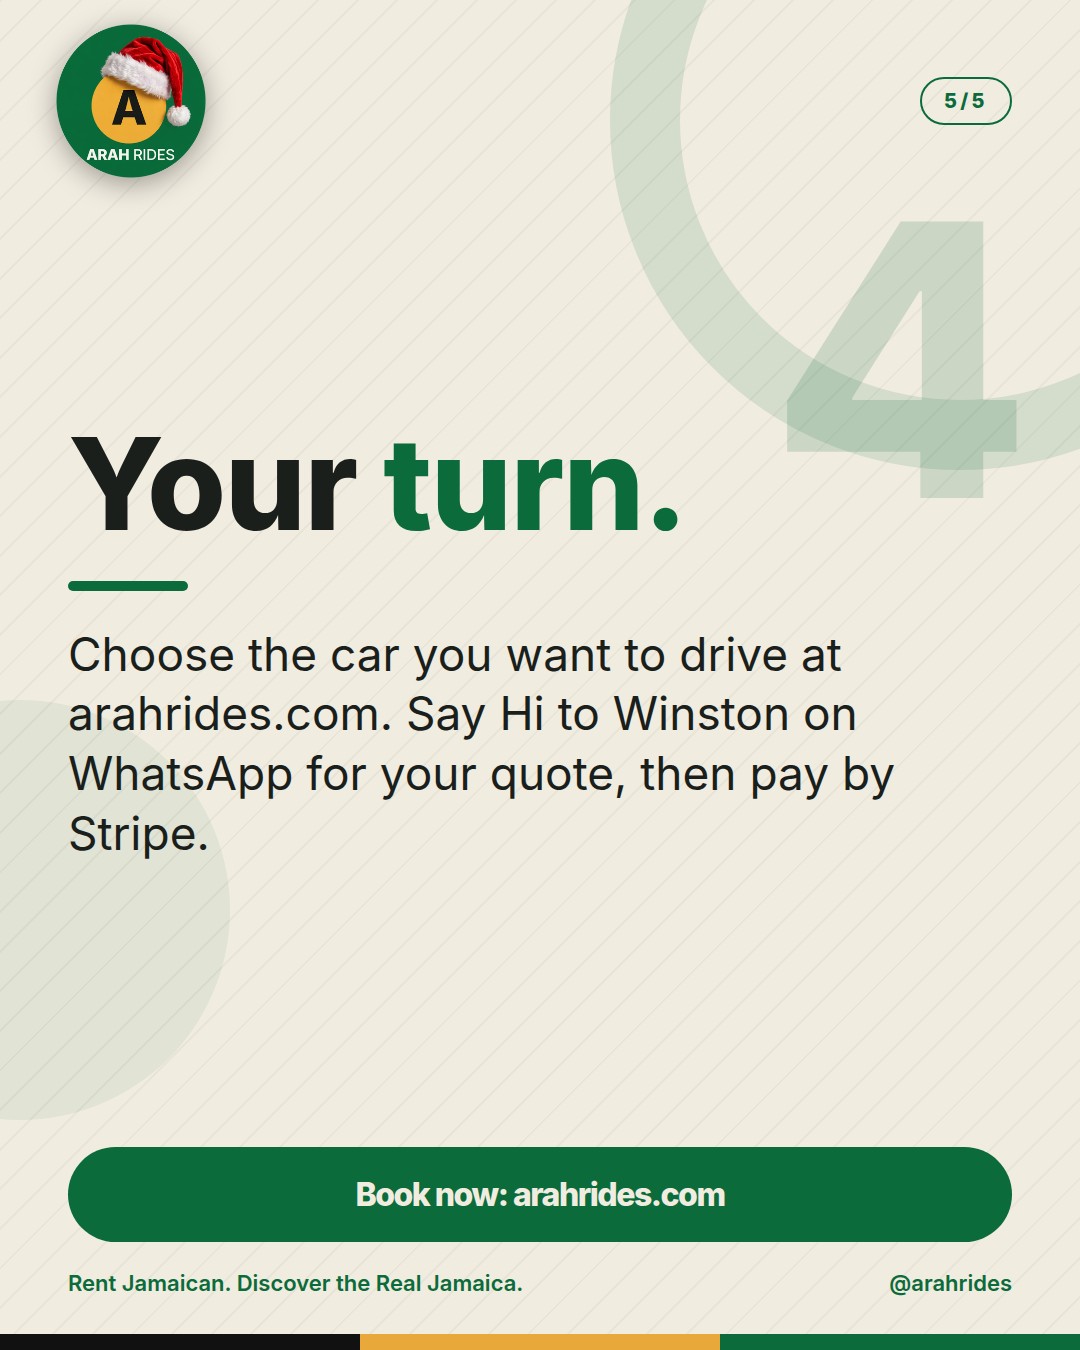 A
ARAH RIDES
5/5
4
Your turn.
Choose the car you want to drive at
arahrides.com. Say Hi to Winston on
WhatsApp for your quote, then pay by
Stripe.
Book now: arahrides.com
Rent Jamaican. Discover the Real Jamaica.
@arahrides